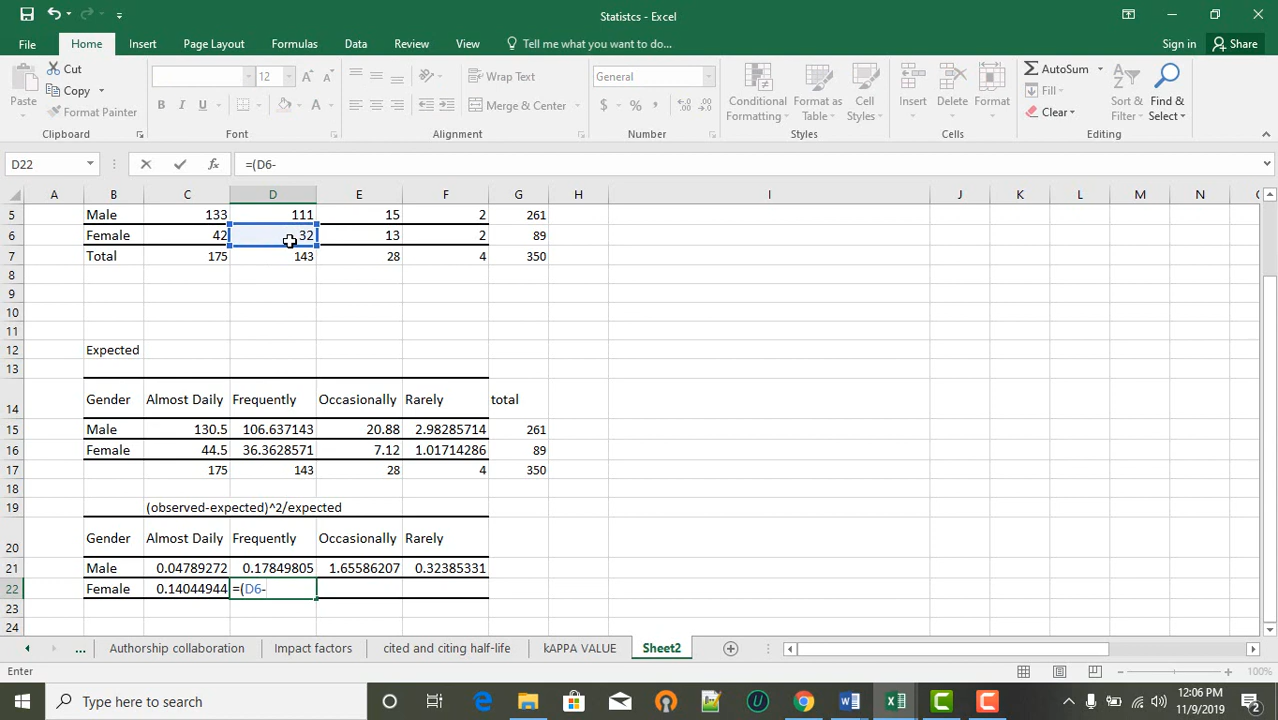 Statistcs - Excel
File Home Insert Page Layout Formulas Data Review View Tell me what you want to do... Sign in Share
Paste Cut Copy Format Painter Clipboard
12 B I U A A A Font
Wrap Text Merge & Center Alignment
General $ % , Number
Conditional Formatting Format as Table Cell Styles Styles
Insert Delete Format Cells
AutoSum Fill Clear Sort & Filter Find & Select Editing
D22 fx =(D6-
A B C D E F G H I J K L M N
5 Male 133 111 15 2 261
6 Female 42 32 13 2 89
7 Total 175 143 28 4 350
8
9
10
11
12 Expected
13
14 Gender Almost Daily Frequently Occasionally Rarely total
15 Male 130.5 106.637143 20.88 2.98285714 261
16 Female 44.5 36.3628571 7.12 1.01714286 89
17 175 143 28 4 350
18
19 (observed-expected)^2/expected
20 Gender Almost Daily Frequently Occasionally Rarely
21 Male 0.04789272 0.17849805 1.65586207 0.32385331
22 Female 0.14044944 =(D6-
23
24
... Authorship collaboration Impact factors cited and citing half-life kAPPA VALUE Sheet2
Enter 100%
Type here to search 12:06 PM
11/9/2019 2